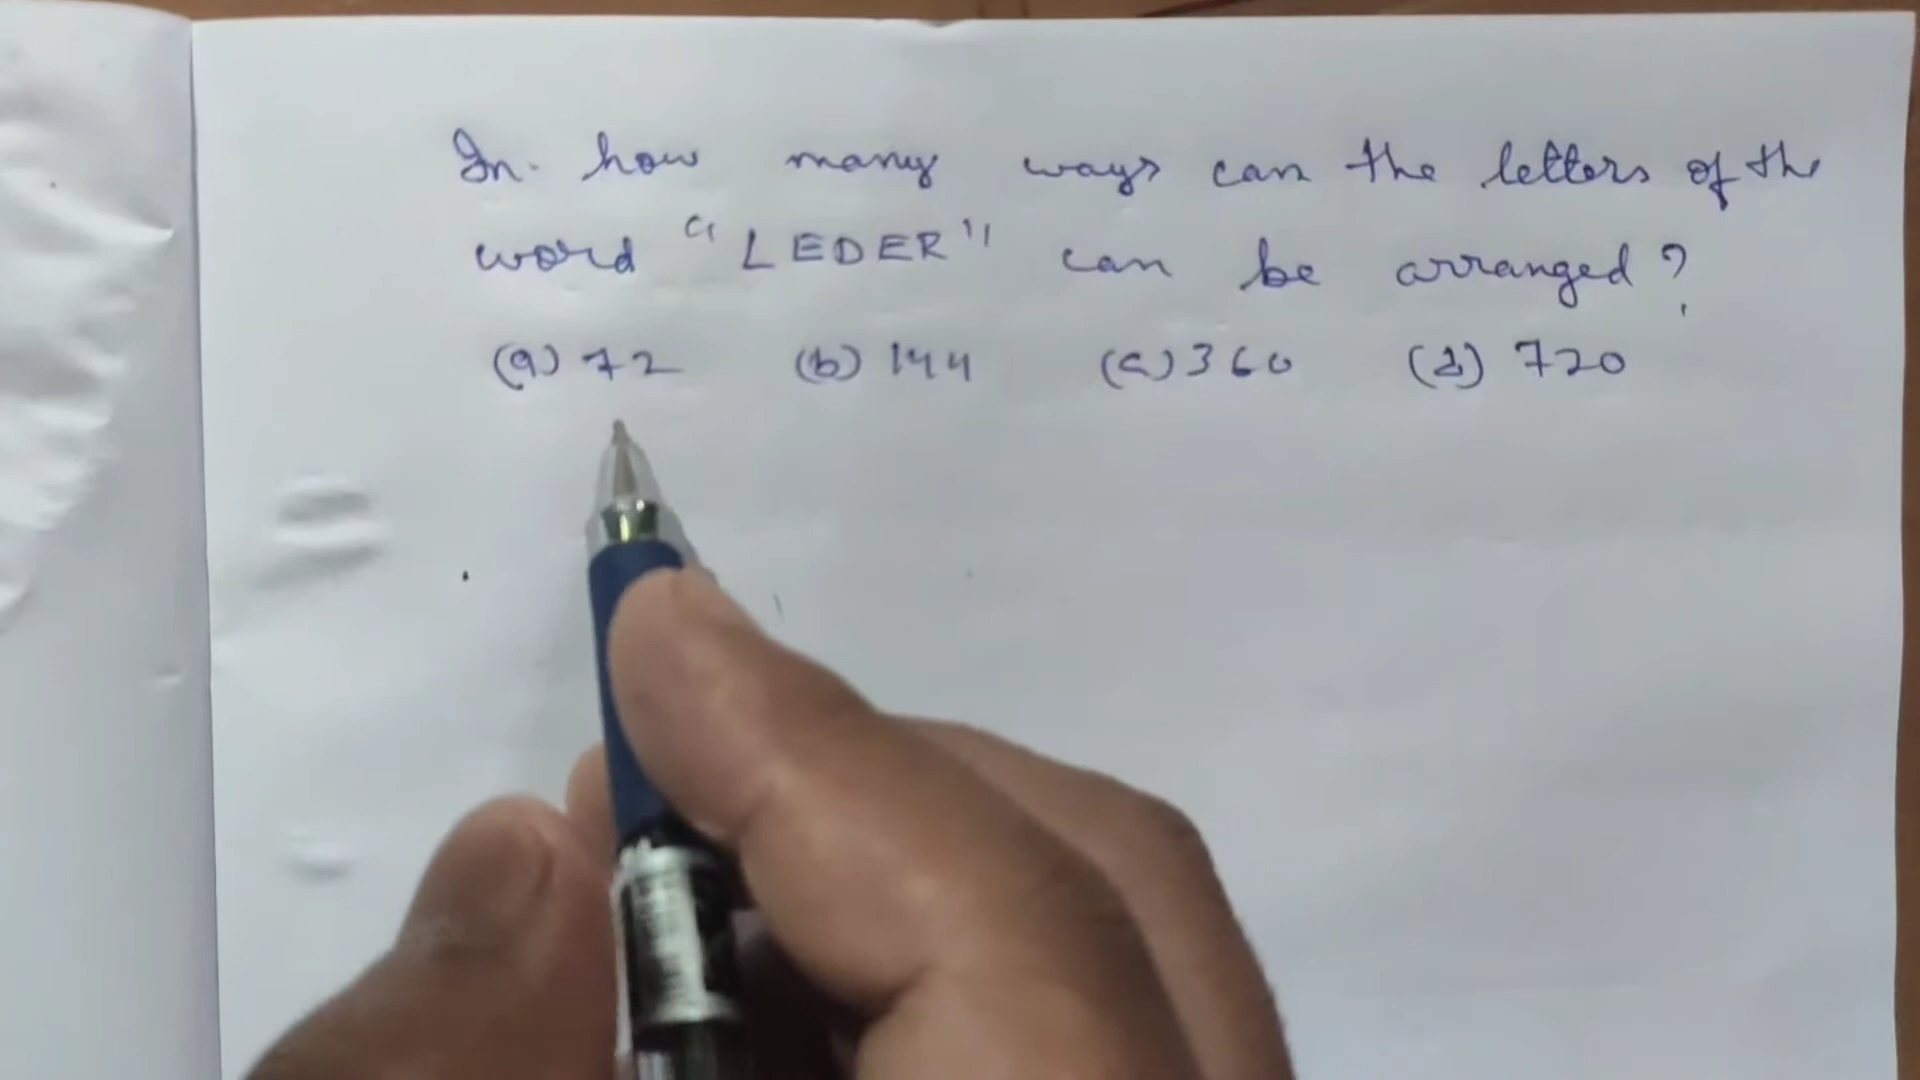 In how many ways can the letters of the
word "LEDER" can be arranged?
(a) 72 (b) 144 (c) 360 (d) 720